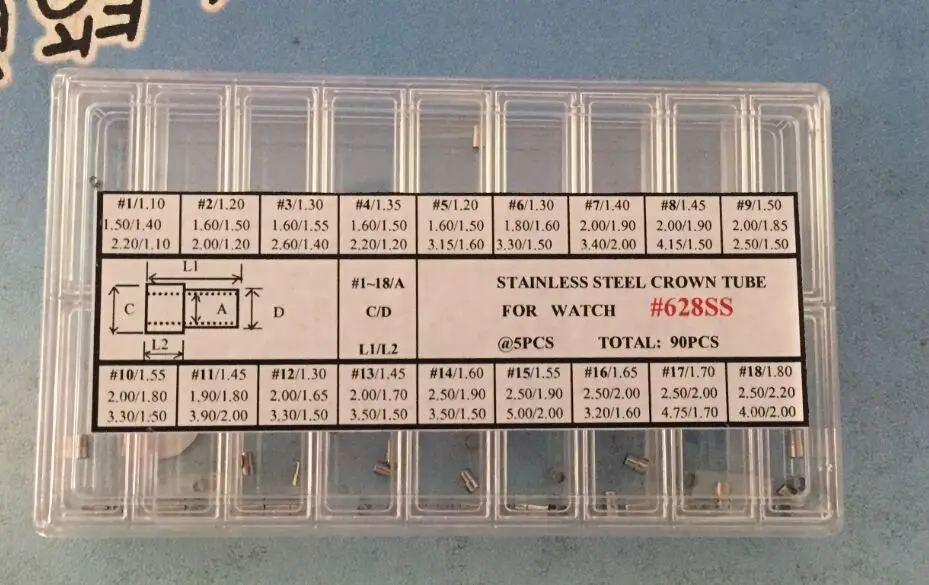 #1/1.10 #2/1.20 #3/1.30 #4/1.35 #5/1.20 #6/1.30 #7/1.40 #8/1.45 #9/1.50
1.50/1.40 1.60/1.50 1.60/1.55 1.60/1.50 1.60/1.50 1.80/1.60 2.00/1.90 2.00/1.90 2.00/1.85
2.20/1.10 2.00/1.20 2.60/1.40 2.20/1.20 3.15/1.60 3.30/1.50 3.40/2.00 4.15/1.50 2.50/1.50
L1
C A D
L2
#1~18/A
C/D
L1/L2
STAINLESS STEEL CROWN TUBE
FOR WATCH #628SS
@5PCS TOTAL: 90PCS
#10/1.55 #11/1.45 #12/1.30 #13/1.45 #14/1.60 #15/1.55 #16/1.65 #17/1.70 #18/1.80
2.00/1.80 1.90/1.80 2.00/1.65 2.00/1.70 2.50/1.90 2.50/1.90 2.50/2.00 2.50/2.00 2.50/2.20
3.30/1.50 3.90/2.00 3.30/1.50 3.50/1.50 3.50/1.50 5.00/2.00 3.20/1.60 4.75/1.70 4.00/2.00